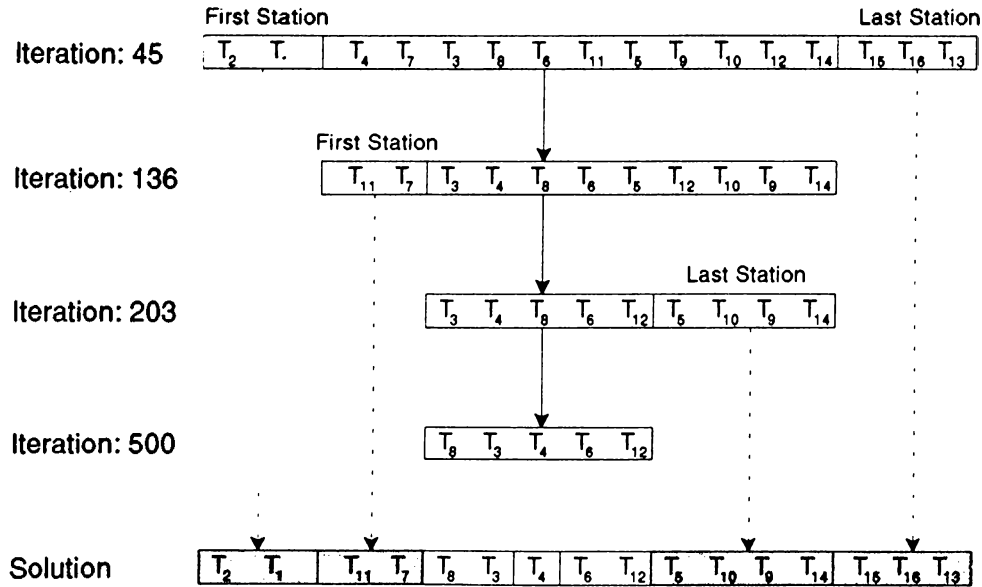 First Station Last Station
Iteration: 45 T2 T. T4 T7 T3 T8 T6 T11 T5 T9 T10 T12 T14 T15 T16 T13
First Station
Iteration: 136 T11 T7 T3 T4 T8 T6 T5 T12 T10 T9 T14
Last Station
Iteration: 203 T3 T4 T8 T6 T12 T5 T10 T9 T14
Iteration: 500 T8 T3 T4 T6 T12
Solution T2 T1 T11 T7 T8 T3 T4 T6 T12 T5 T10 T9 T14 T15 T16 T13